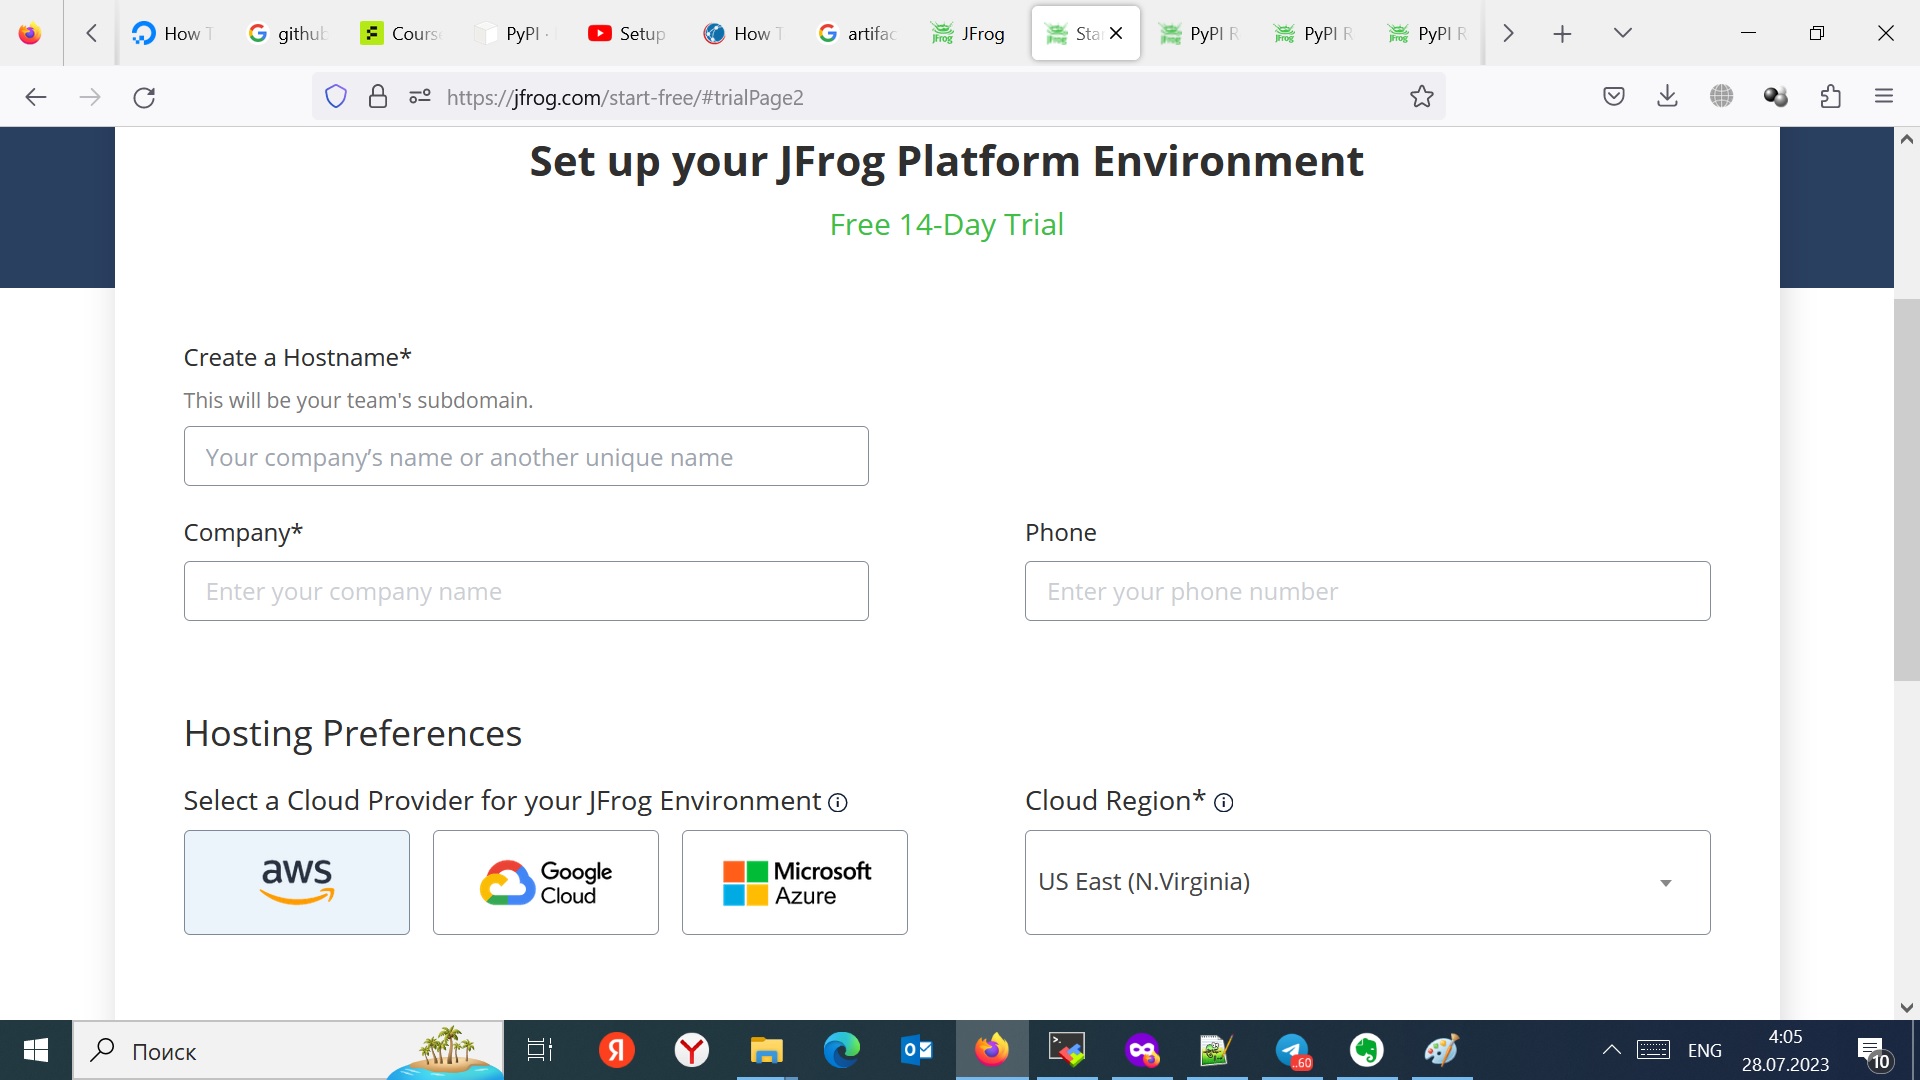 How T
github
Course
PyPI ·
Setup
How T
artifac
JFrog
Sta
PyPI R
PyPI R
PyPI R
https://jfrog.com/start-free/#trialPage2
Set up your JFrog Platform Environment
Free 14-Day Trial
Create a Hostname*
This will be your team's subdomain.
Your company’s name or another unique name
Company*
Phone
Enter your company name
Enter your phone number
Hosting Preferences
Select a Cloud Provider for your JFrog Environment
Cloud Region*
aws
Google Cloud
Microsoft Azure
US East (N.Virginia)
Поиск
60
ENG
4:05
28.07.2023
10